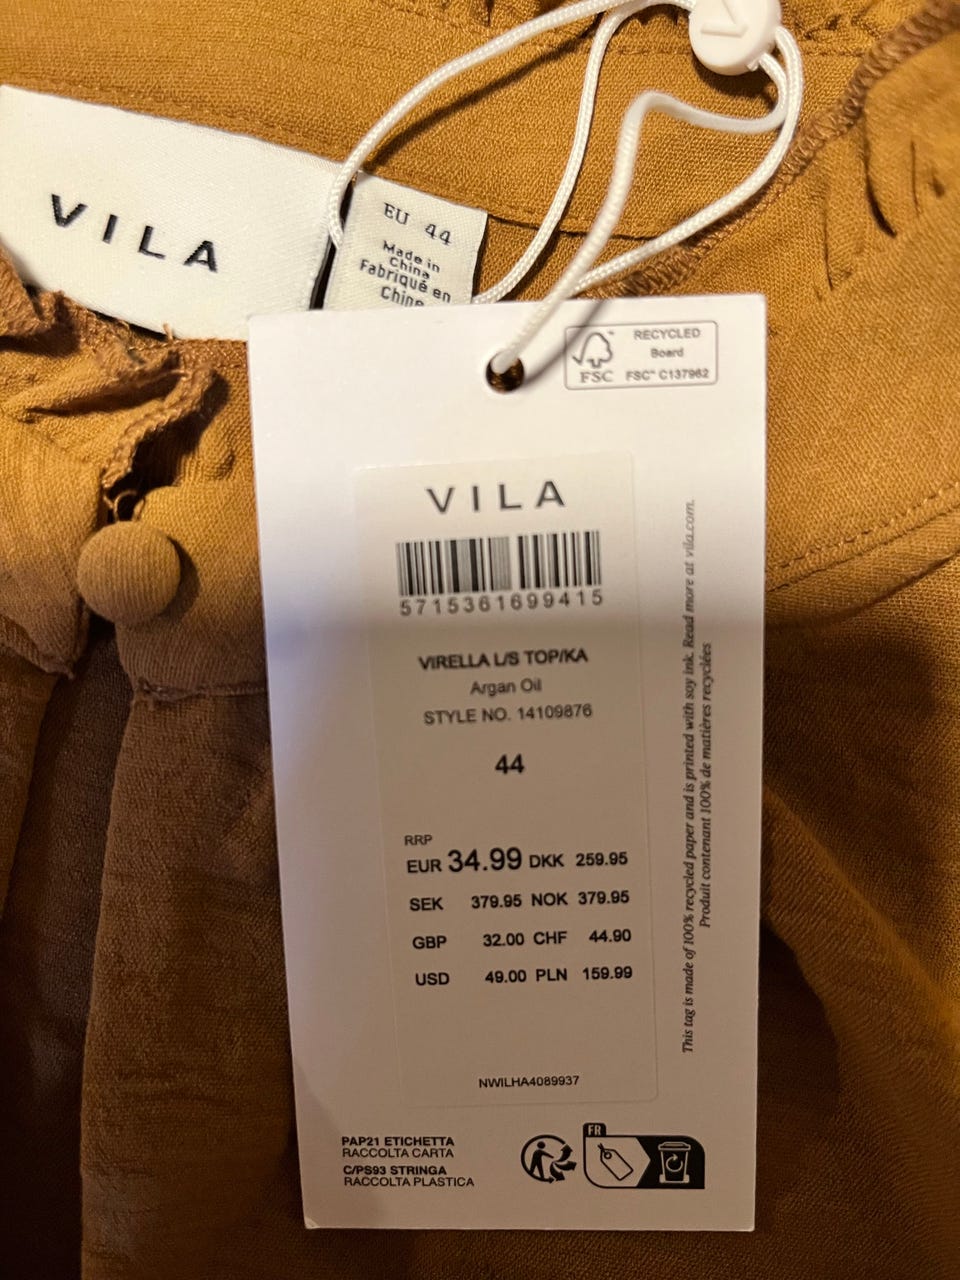 VILA
EU 44
Made in
China
Fabriqué en
Chine
RECYCLED
Board
FSC
FSC™ C137962
VILA
5715361699415
VIRELLA L/S TOP/KA
Argan Oil
STYLE NO. 14109876
44
RRP
EUR 34.99 DKK 259.95
SEK 379.95 NOK 379.95
GBP 32.00 CHF 44.90
USD 49.00 PLN 159.99
NWILHA4089937
This tag is made of 100% recycled paper and is printed with soy ink. Read more at vila.com.
Produit contenant 100% de matières recyclées
PAP21 ETICHETTA
RACCOLTA CARTA
C/PS93 STRINGA
RACCOLTA PLASTICA
FR